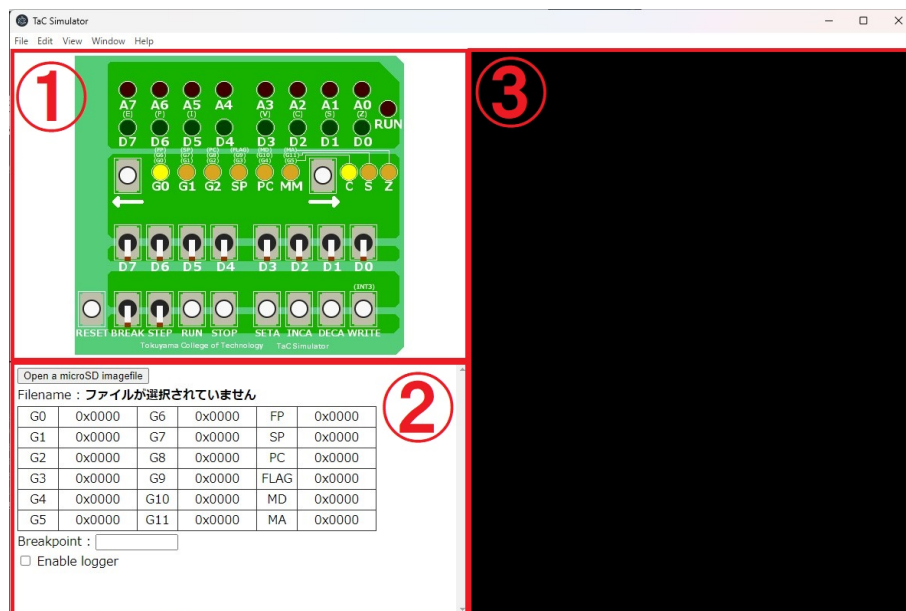 TaC Simulator
File Edit View Window Help
①
③
A7 A6 A5 A4 A3 A2 A1 A0
(E) (P) (I) (V) (C) (S) (Z)
RUN
D7 D6 D5 D4 D3 D2 D1 D0
G0 G1 G2 SP PC MM C S Z
D7 D6 D5 D4 D3 D2 D1 D0
(INT3)
RESET BREAK STEP RUN STOP SETA INCA DECA WRITE
Tokuyama College of Technology TaC Simulator
Open a microSD imagefile
②
Filename : ファイルが選択されていません
G0 0x0000 G6 0x0000 FP 0x0000
G1 0x0000 G7 0x0000 SP 0x0000
G2 0x0000 G8 0x0000 PC 0x0000
G3 0x0000 G9 0x0000 FLAG 0x0000
G4 0x0000 G10 0x0000 MD 0x0000
G5 0x0000 G11 0x0000 MA 0x0000
Breakpoint :
Enable logger